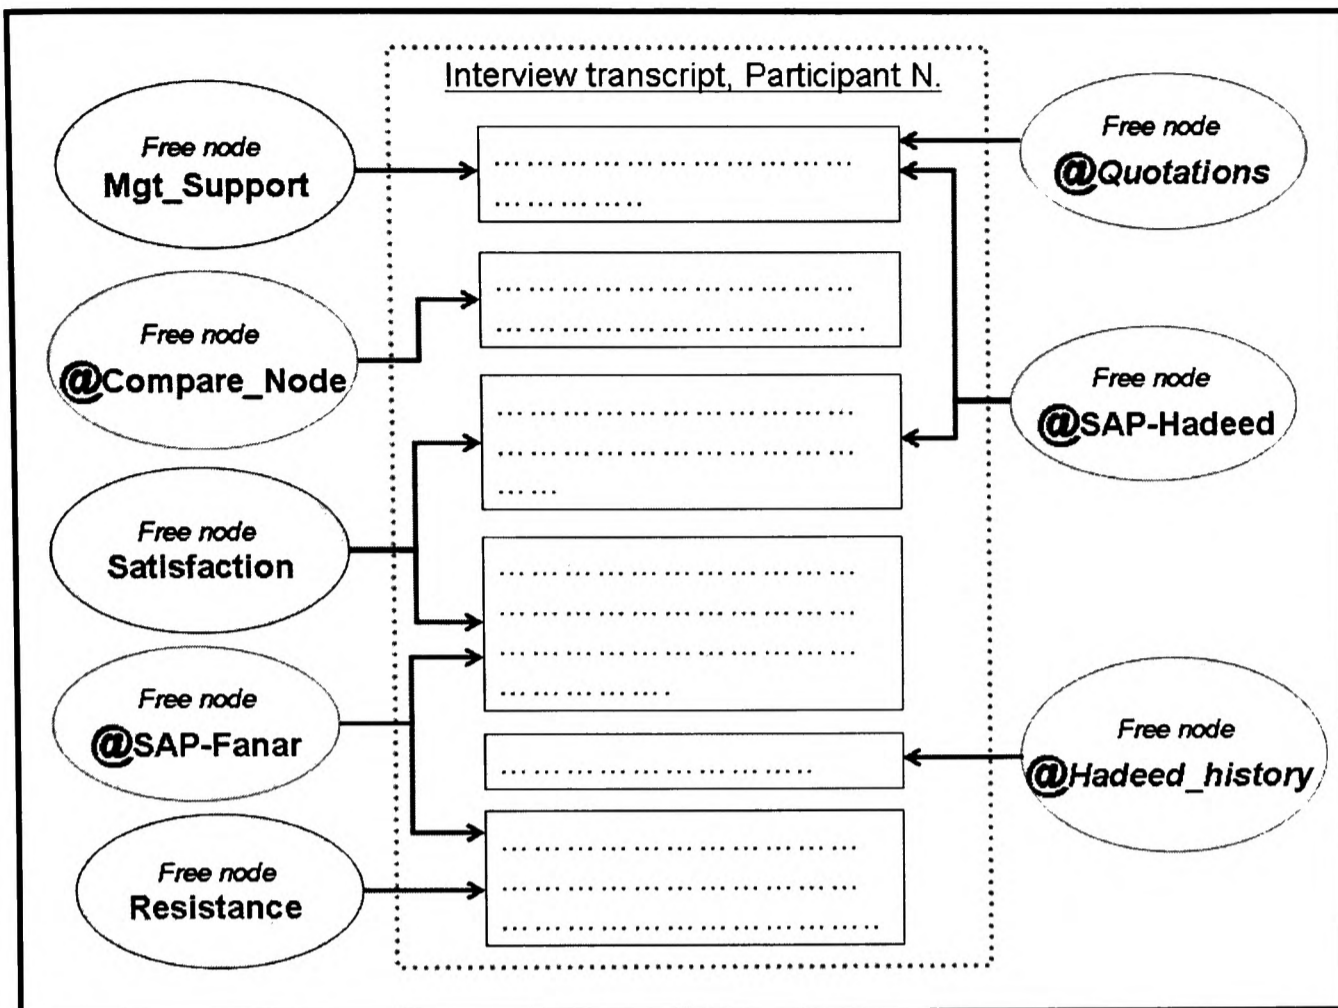 Interview transcript, Participant N.
Free node
Mgt_Support
Free node
@Compare_Node
Free node
Satisfaction
Free node
@SAP-Fanar
Free node
Resistance
Free node
@Quotations
Free node
@SAP-Hadeed
Free node
@Hadeed_history